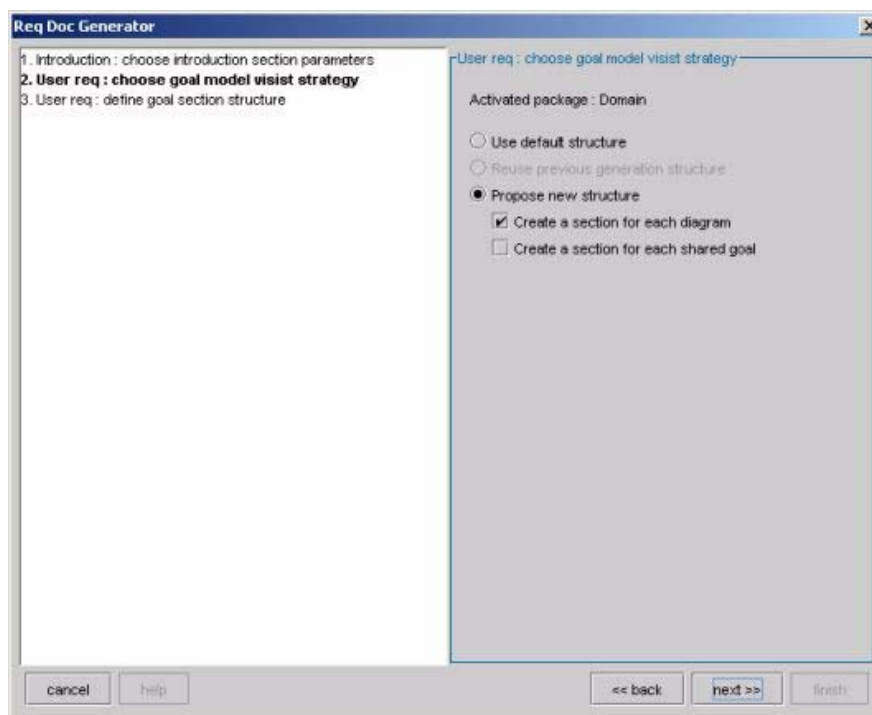 Req Doc Generator
1. Introduction : choose introduction section parameters
2. User req : choose goal model visist strategy
3. User req : define goal section structure
User req : choose goal model visist strategy
Activated package : Domain
Use default structure
Reuse previous generation structure
Propose new structure
Create a section for each diagram
Create a section for each shared goal
cancel
help
<< back
next >>
finish